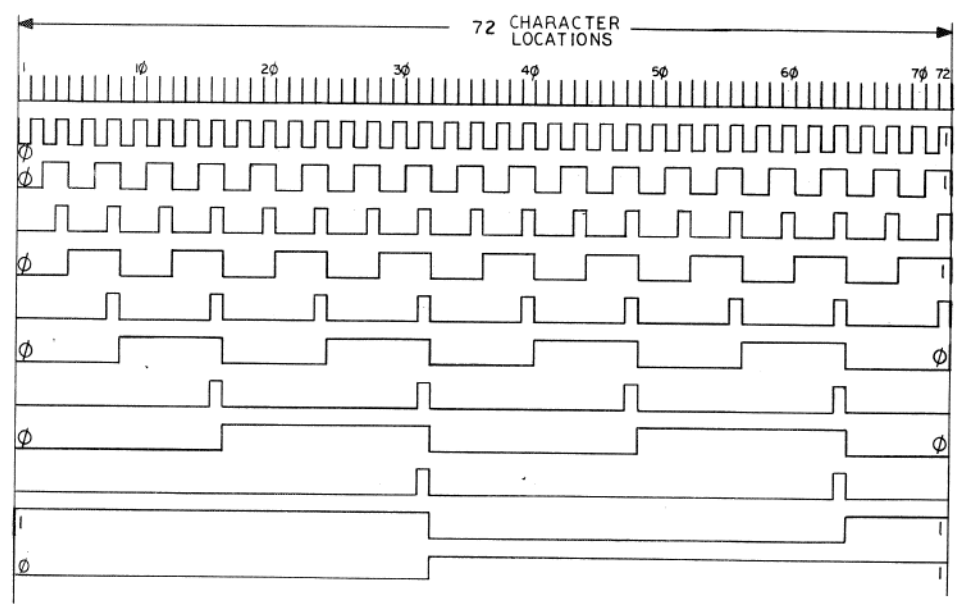 72 CHARACTER
LOCATIONS
1 1Ø 2Ø 3Ø 4Ø 5Ø 6Ø 7Ø 72
Ø 1
Ø 1
Ø 1
Ø Ø
Ø Ø
1 1
Ø 1